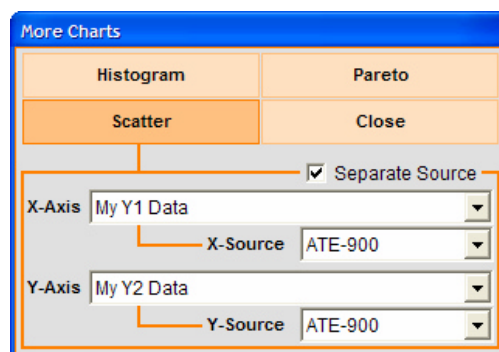 More Charts
Histogram Pareto
Scatter Close
Separate Source
X-Axis My Y1 Data
X-Source ATE-900
Y-Axis My Y2 Data
Y-Source ATE-900